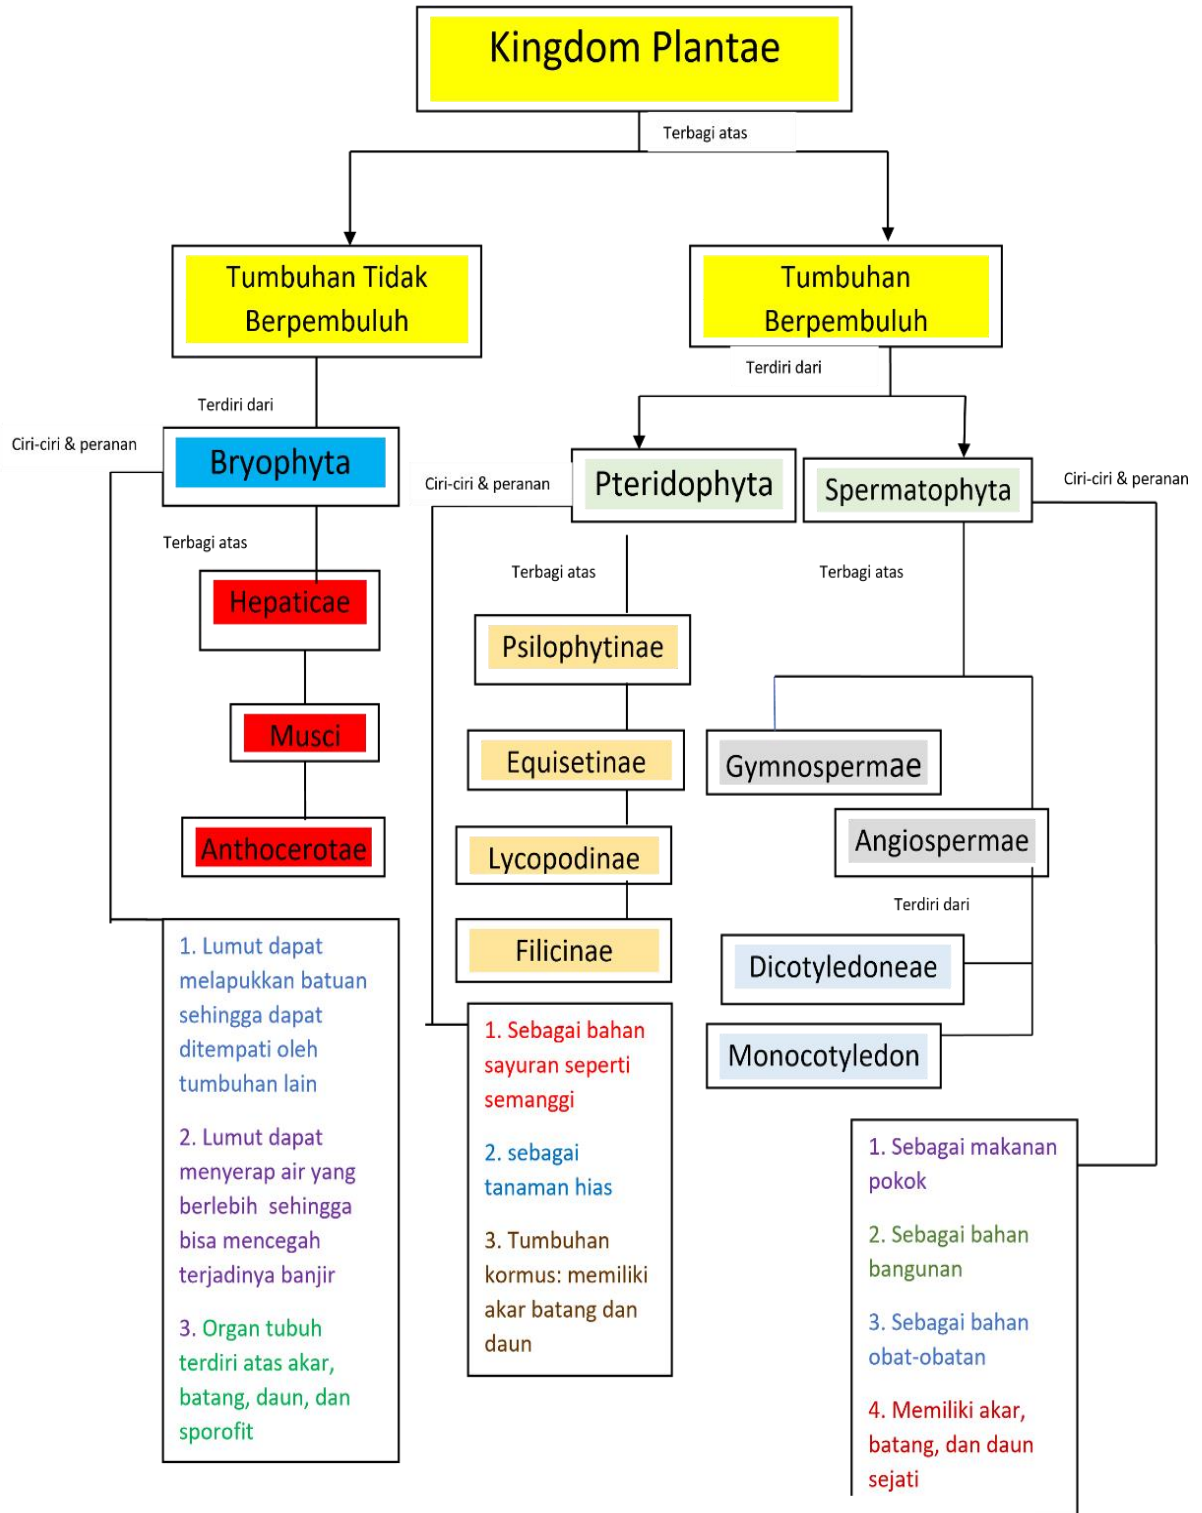 Kingdom Plantae
Terbagi atas
Tumbuhan Tidak
Berpembuluh
Tumbuhan
Berpembuluh
Terdiri dari
Terdiri dari
Ciri-ciri & peranan
Bryophyta
Ciri-ciri & peranan
Pteridophyta
Spermatophyta
Ciri-ciri & peranan
Terbagi atas
Terbagi atas
Terbagi atas
Hepaticae
Musci
Anthocerotae
Psilophytinae
Equisetinae
Lycopodinae
Filicinae
Gymnospermae
Angiospermae
Terdiri dari
Dicotyledoneae
Monocotyledon
1. Lumut dapat
melapukkan batuan
sehingga dapat
ditempati oleh
tumbuhan lain
2. Lumut dapat
menyerap air yang
berlebih sehingga
bisa mencegah
terjadinya banjir
3. Organ tubuh
terdiri atas akar,
batang, daun, dan
sporofit
1. Sebagai bahan
sayuran seperti
semanggi
2. sebagai
tanaman hias
3. Tumbuhan
kormus: memiliki
akar batang dan
daun
1. Sebagai makanan
pokok
2. Sebagai bahan
bangunan
3. Sebagai bahan
obat-obatan
4. Memiliki akar,
batang, dan daun
sejati